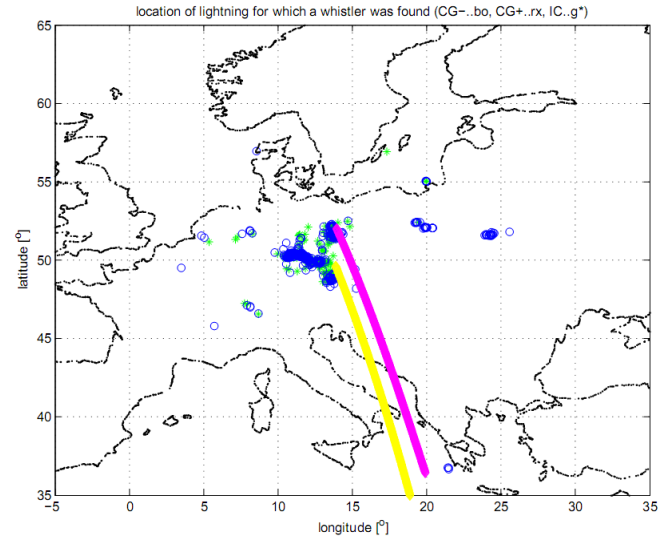 location of lightning for which a whistler was found (CG−..bo, CG+..rx, IC..g*)
65
60
55
50
45
40
35
latitude [o]
−5 0 5 10 15 20 25 30 35
longitude [o]